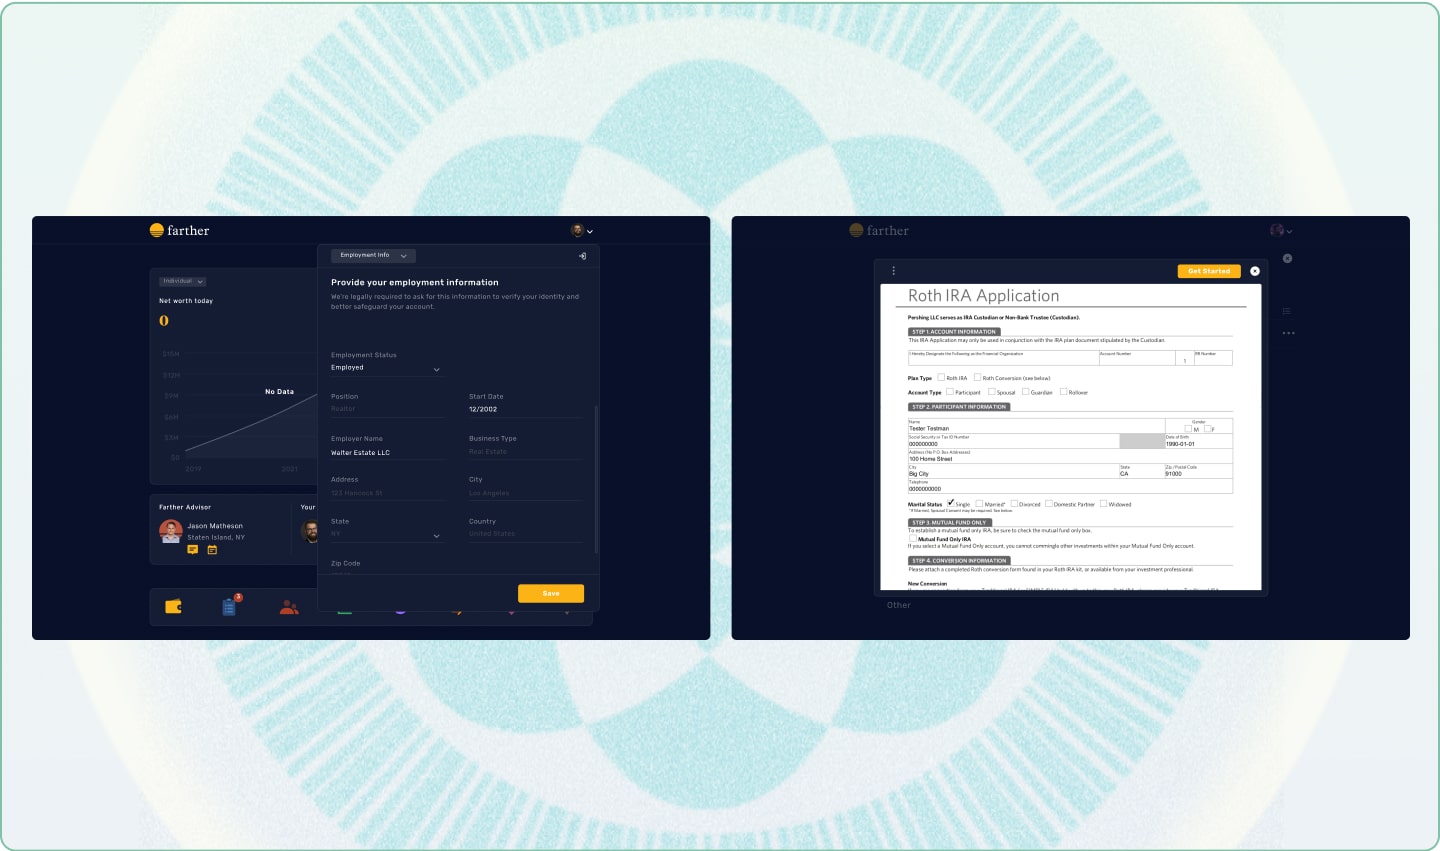 farther
Individual
Net worth today
0
$15M
$12M
$9M
$6M
$3M
$0
No Data
2019
2021
Farther Advisor
Your
Jason Matheson
Staten Island, NY
3
Employment Info
Provide your employment information
We're legally required to ask for this information to verify your identity and
better safeguard your account.
Employment Status
Employed
Position
Start Date
Realtor
12/2002
Employer Name
Business Type
Walter Estate LLC
Real Estate
Address
City
123 Hancock St
Los Angeles
State
Country
NY
United States
Zip Code
Save
farther
Get Started
Roth IRA Application
Pershing LLC serves as IRA Custodian or Non-Bank Trustee (Custodian).
STEP 1. ACCOUNT INFORMATION
This IRA Application may only be used in conjunction with the IRA plan document stipulated by the Custodian.
I Hereby Designate the Following as the Financial Organization
Account Number
RR Number
1
Plan Type Roth IRA Roth Conversion (see below)
Account Type Participant Spousal Guardian Rollover
STEP 2. PARTICIPANT INFORMATION
Name
Gender
Tester Testman
M F
Social Security or Tax ID Number
Date of Birth
000000000
1990-01-01
Address (No P.O. Box Addresses)
100 Home Street
City
State
Zip / Postal Code
Big City
CA
91000
Telephone
0000000000
Marital Status Single Married* Divorced Domestic Partner Widowed
*If Married, Spousal Consent may be required. See below.
STEP 3. MUTUAL FUND ONLY
To establish a mutual fund only IRA, be sure to check the mutual fund only box.
Mutual Fund Only IRA
If you select a Mutual Fund Only account, you cannot commingle other investments within your Mutual Fund Only account.
STEP 4. CONVERSION INFORMATION
Please attach a completed Roth conversion form found in your Roth IRA kit, or available from your investment professional.
New Conversion
Other